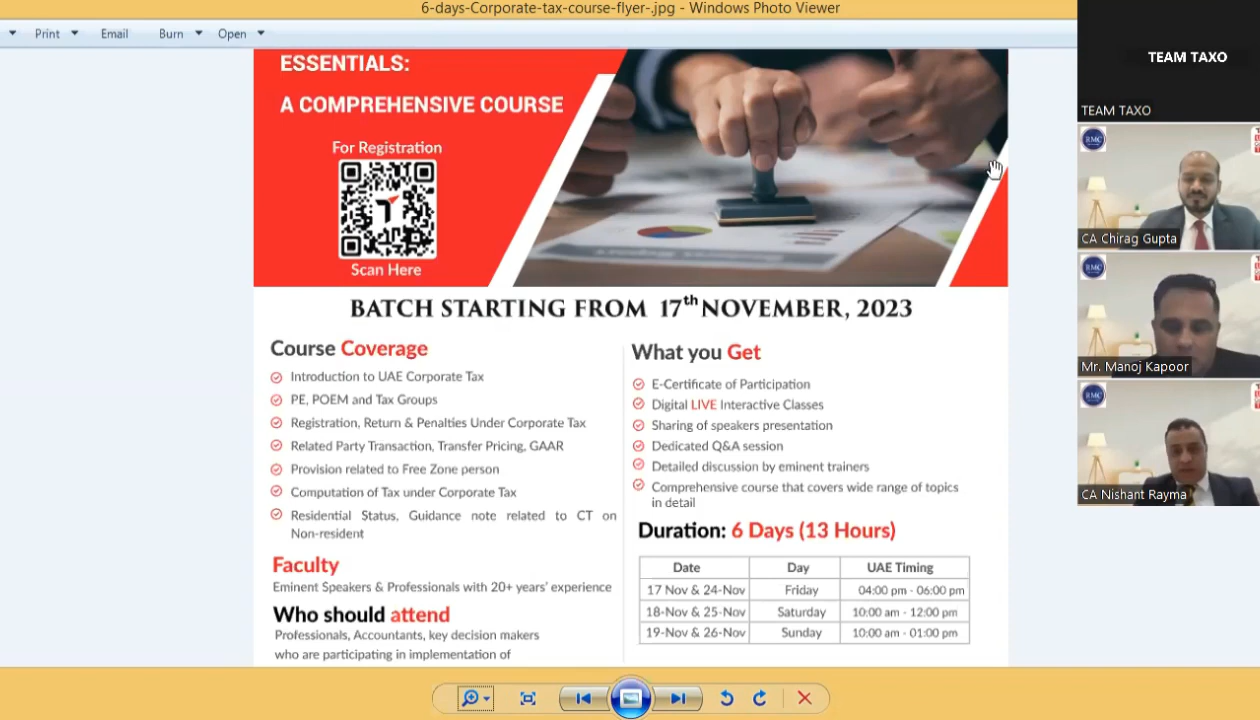 6-days-Corporate-tax-course-flyer-.jpg - Windows Photo Viewer
Print
Email
Burn
Open
ESSENTIALS:
A COMPREHENSIVE COURSE
For Registration
Scan Here
BATCH STARTING FROM 17th NOVEMBER, 2023
Course Coverage
Introduction to UAE Corporate Tax
PE, POEM and Tax Groups
Registration, Return & Penalties Under Corporate Tax
Related Party Transaction, Transfer Pricing, GAAR
Provision related to Free Zone person
Computation of Tax under Corporate Tax
Residential Status, Guidance note related to CT on
Non-resident
Faculty
Eminent Speakers & Professionals with 20+ years' experience
Who should attend
Professionals, Accountants, key decision makers
who are participating in implementation of
What you Get
E-Certificate of Participation
Digital LIVE Interactive Classes
Sharing of speakers presentation
Dedicated Q&A session
Detailed discussion by eminent trainers
Comprehensive course that covers wide range of topics
in detail
Duration: 6 Days (13 Hours)
Date Day UAE Timing
17 Nov & 24-Nov Friday 04:00 pm - 06:00 pm
18-Nov & 25-Nov Saturday 10:00 am - 12:00 pm
19-Nov & 26-Nov Sunday 10:00 am - 01:00 pm
TEAM TAXO
TEAM TAXO
RMC
CA Chirag Gupta
RMC
Mr. Manoj Kapoor
RMC
CA Nishant Rayma